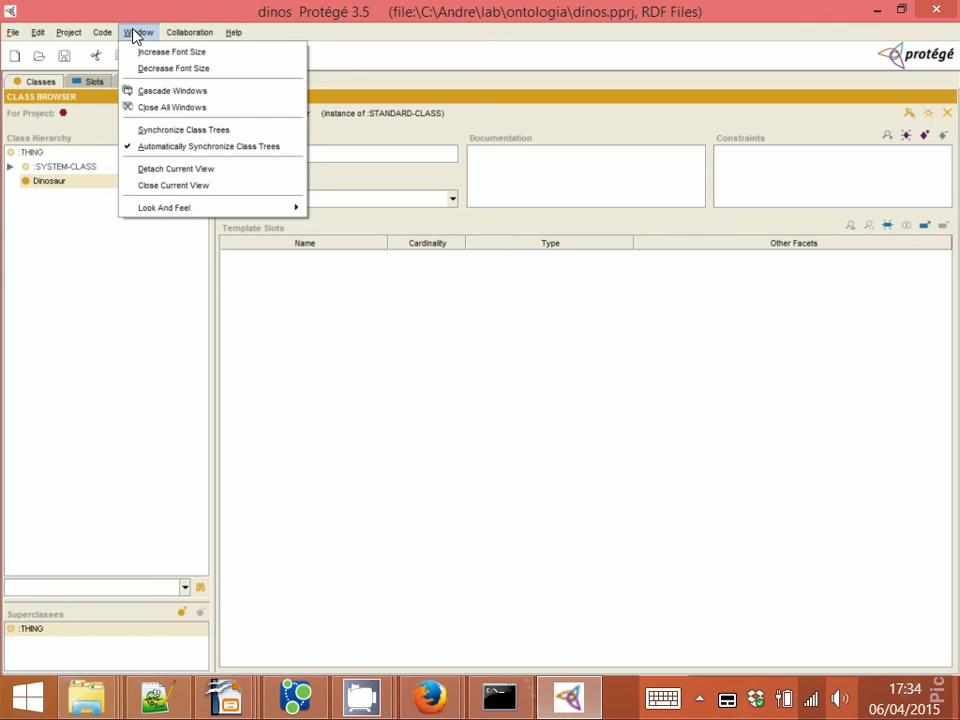 dinos Protégé 3.5 (file:\C:\Andre\lab\ontologia\dinos.pprj, RDF Files)
File Edit Project Code Window Collaboration Help
protégé
Increase Font Size
Decrease Font Size
Cascade Windows
Close All Windows
Synchronize Class Trees
Automatically Synchronize Class Trees
Detach Current View
Close Current View
Look And Feel
Classes Slots
CLASS BROWSER
For Project:
(instance of :STANDARD-CLASS)
Class Hierarchy
:THING
:SYSTEM-CLASS
Dinosaur
Documentation
Constraints
Template Slots
Name Cardinality Type Other Facets
Superclasses
:THING
17:34
06/04/2015
Pic